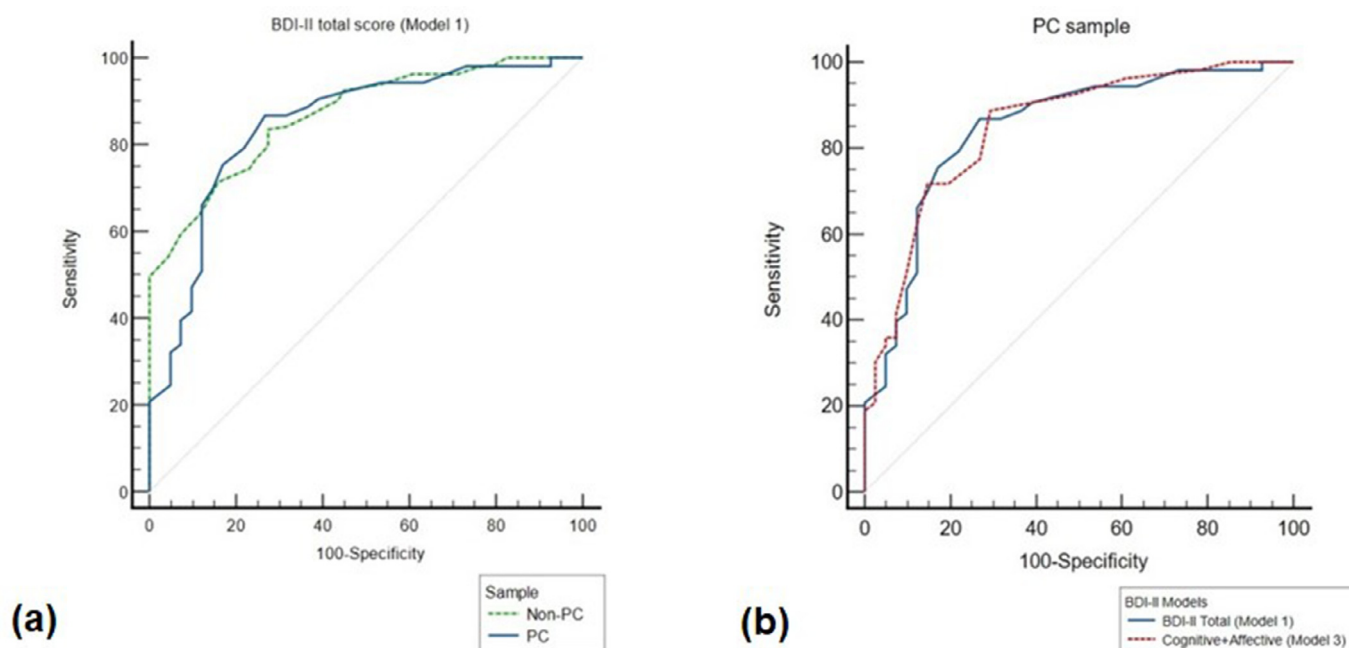 BDI-II total score (Model 1)
100
80
60
40
20
0
Sensitivity
0 20 40 60 80 100
100-Specificity
Sample
Non-PC
PC
(a)
PC sample
100
80
60
40
20
0
Sensitivity
0 20 40 60 80 100
100-Specificity
BDI-II Models
BDI-II Total (Model 1)
Cognitive+Affective (Model 3)
(b)